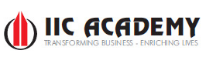 IIC ACADEMY
TRANSFORMING BUSINESS - ENRICHING LIVES